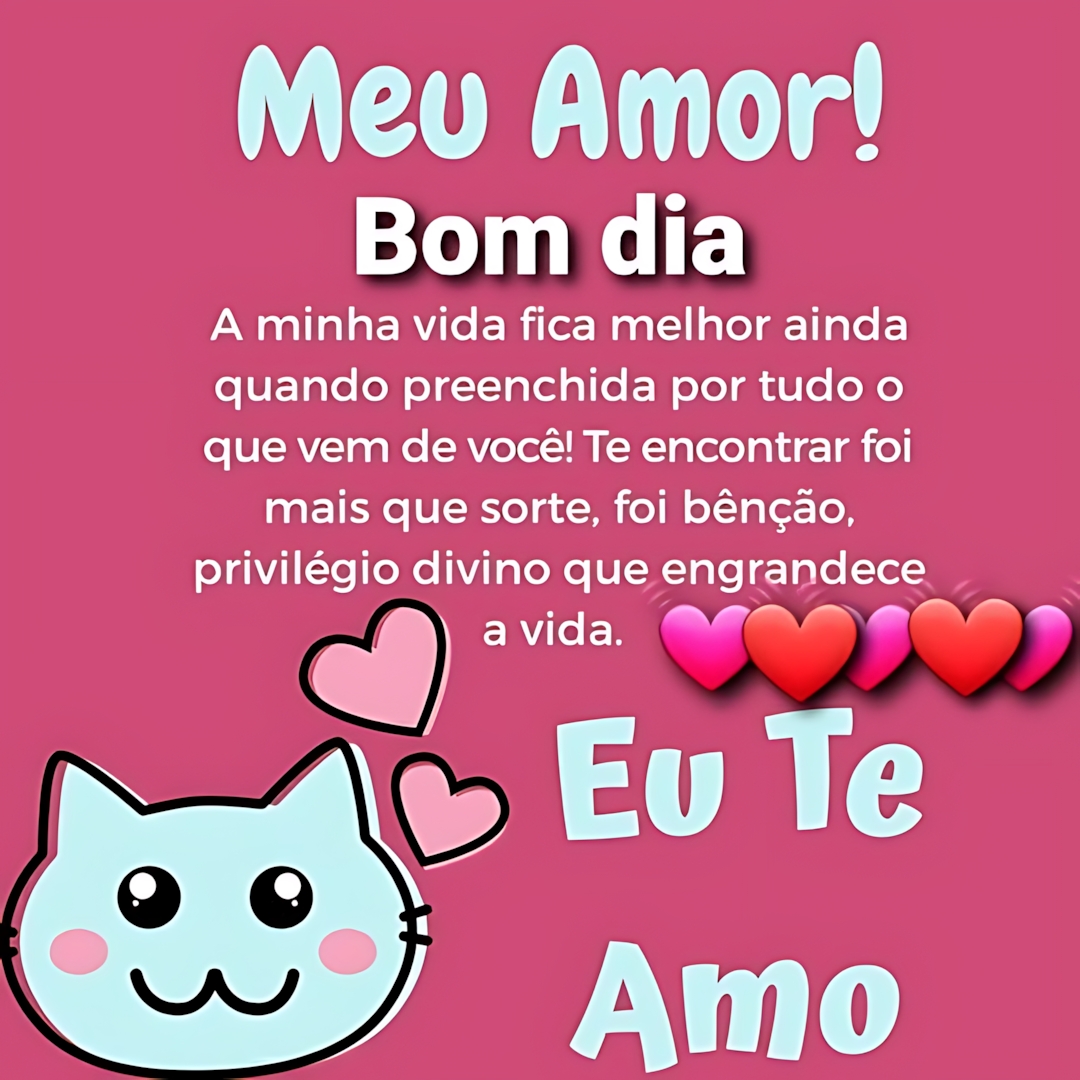 Meu Amor!
Bom dia
A minha vida fica melhor ainda
quando preenchida por tudo o
que vem de você! Te encontrar foi
mais que sorte, foi bênção,
privilégio divino que engrandece
a vida.
Eu Te
Amo